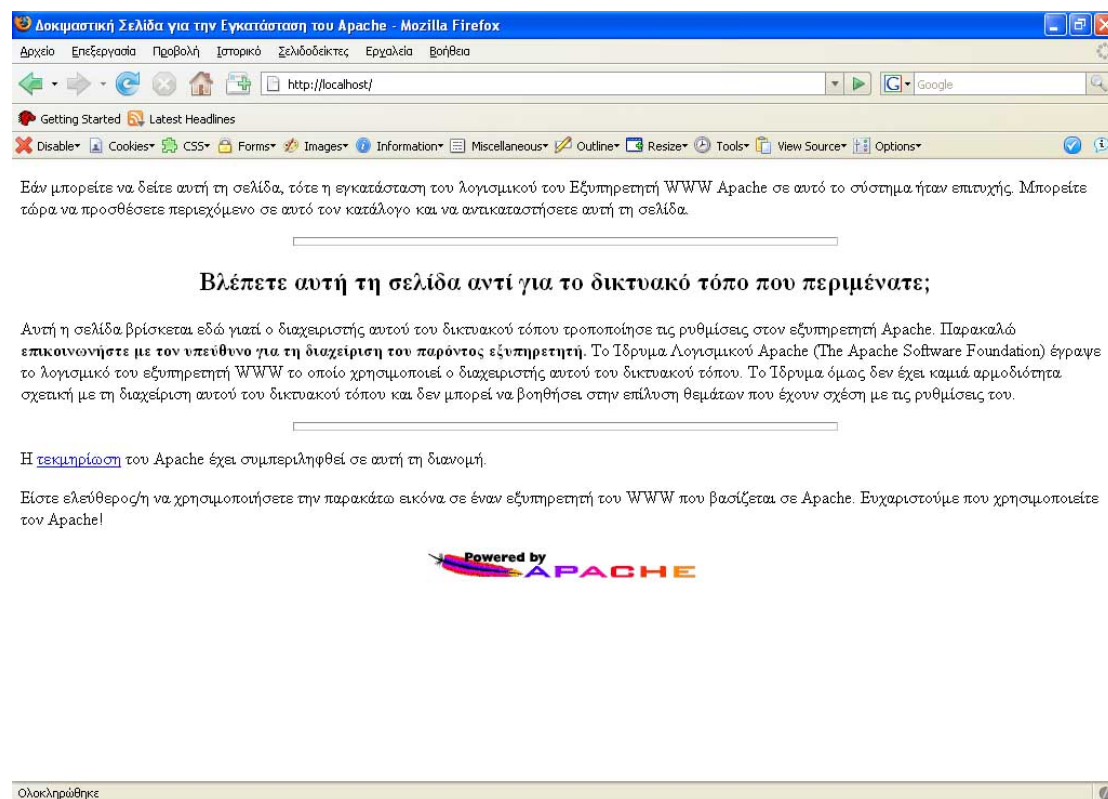 Δοκιμαστική Σελίδα για την Εγκατάσταση του Apache - Mozilla Firefox
Αρχείο Επεξεργασία Προβολή Ιστορικό Σελιδοδείκτες Εργαλεία Βοήθεια
http://localhost/ G Google
Getting Started Latest Headlines
Disable Cookies CSS Forms Images Information Miscellaneous Outline Resize Tools View Source Options
Εάν μπορείτε να δείτε αυτή τη σελίδα, τότε η εγκατάσταση του λογισμικού του Εξυπηρετητή WWW Apache σε αυτό το σύστημα ήταν επιτυχής. Μπορείτε
τώρα να προσθέσετε περιεχόμενο σε αυτό τον κατάλογο και να αντικαταστήσετε αυτή τη σελίδα.
Βλέπετε αυτή τη σελίδα αντί για το δικτυακό τόπο που περιμένατε;
Αυτή η σελίδα βρίσκεται εδώ γιατί ο διαχειριστής αυτού του δικτυακού τόπου τροποποίησε τις ρυθμίσεις στον εξυπηρετητή Apache. Παρακαλώ
επικοινωνήστε με τον υπεύθυνο για τη διαχείριση του παρόντος εξυπηρετητή. Το Ίδρυμα Λογισμικού Apache (The Apache Software Foundation) έγραψε
το λογισμικό του εξυπηρετητή WWW το οποίο χρησιμοποιεί ο διαχειριστής αυτού του δικτυακού τόπου. Το Ίδρυμα όμως δεν έχει καμιά αρμοδιότητα
σχετική με τη διαχείριση αυτού του δικτυακού τόπου και δεν μπορεί να βοηθήσει στην επίλυση θεμάτων που έχουν σχέση με τις ρυθμίσεις του.
Η τεκμηρίωση του Apache έχει συμπεριληφθεί σε αυτή τη διανομή.
Είστε ελεύθερος/η να χρησιμοποιήσετε την παρακάτω εικόνα σε έναν εξυπηρετητή του WWW που βασίζεται σε Apache. Ευχαριστούμε που χρησιμοποιείτε
τον Apache!
Powered by
APACHE
Ολοκληρώθηκε